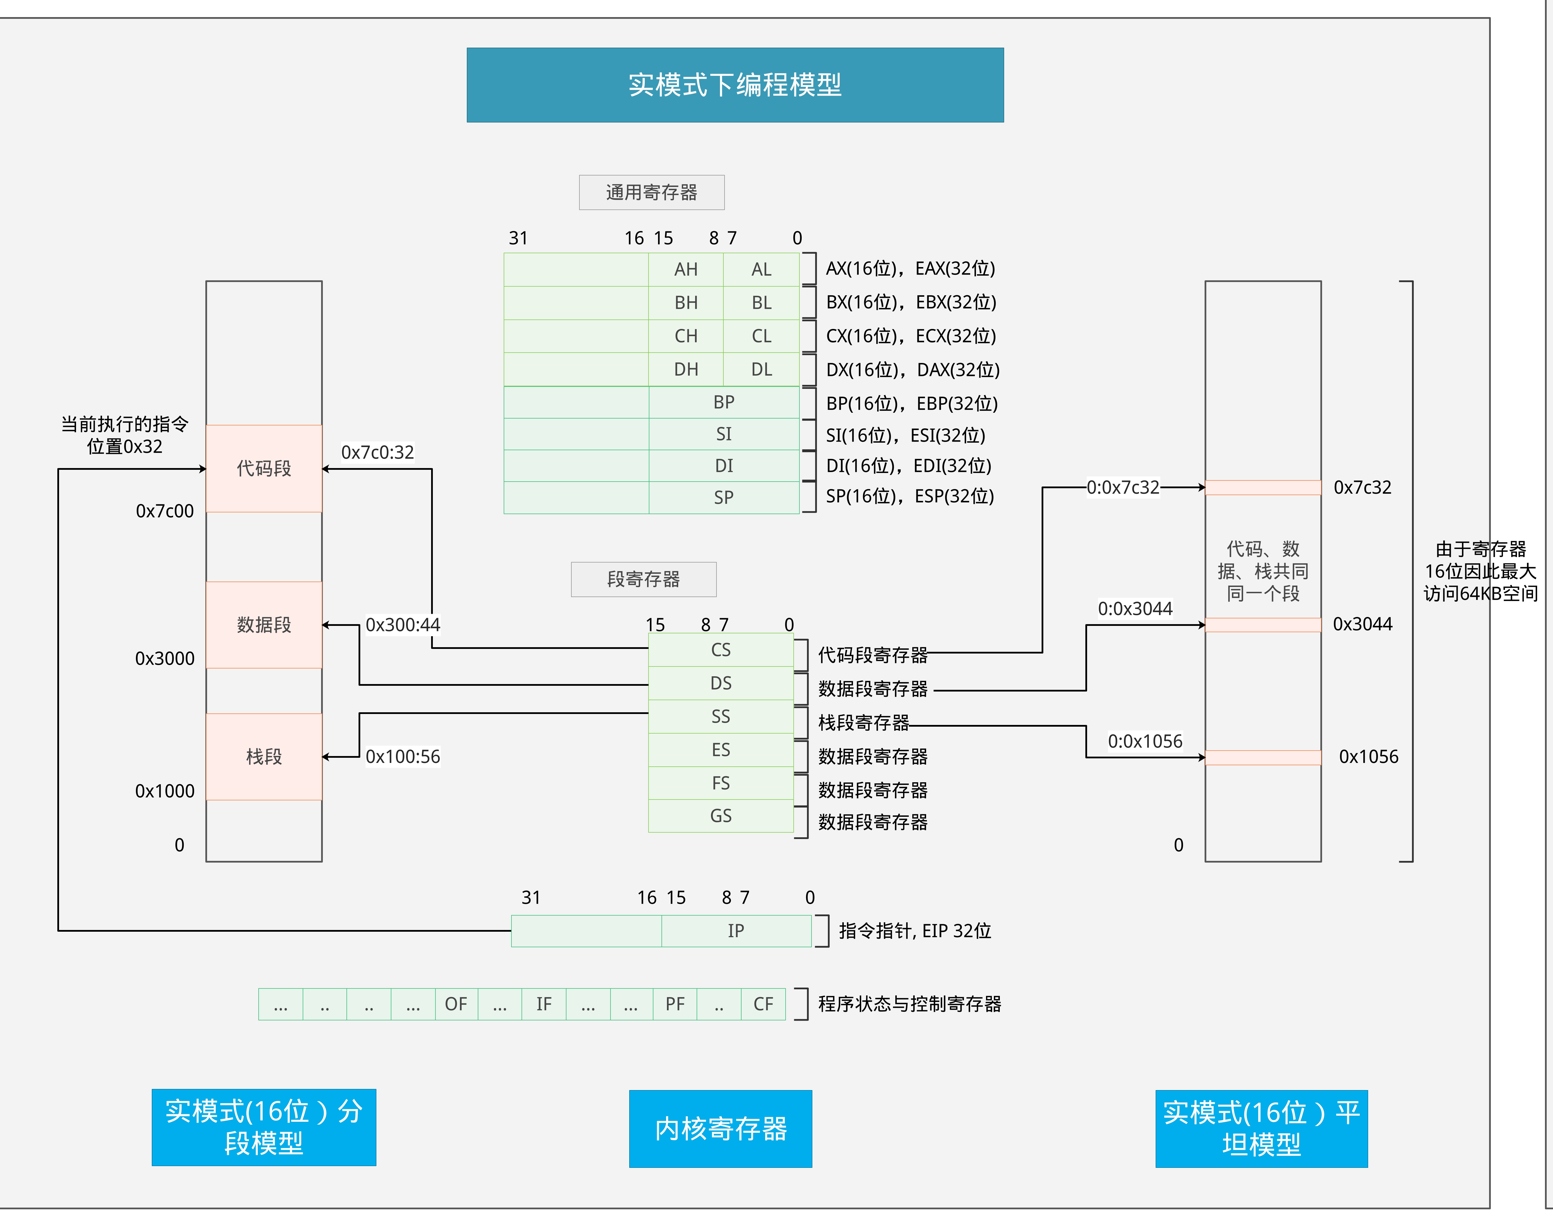 实模式下编程模型
通用寄存器
31 16 15 8 7 0
AH AL AX(16位)，EAX(32位)
BH BL BX(16位)，EBX(32位)
CH CL CX(16位)，ECX(32位)
DH DL DX(16位)，DAX(32位)
BP BP(16位)，EBP(32位)
SI SI(16位)，ESI(32位)
DI DI(16位)，EDI(32位)
SP SP(16位)，ESP(32位)
当前执行的指令
位置0x32
代码段
0x7c0:32
0x7c00
数据段
0x300:44
0x3000
栈段
0x100:56
0x1000
0
段寄存器
15 8 7 0
CS 代码段寄存器
DS 数据段寄存器
SS 栈段寄存器
ES 数据段寄存器
FS 数据段寄存器
GS 数据段寄存器
0:0x7c32
0x7c32
代码、数
据、栈共同
同一个段
0:0x3044
0x3044
0:0x1056
0x1056
0
由于寄存器
16位因此最大
访问64KB空间
31 16 15 8 7 0
IP 指令指针, EIP 32位
... .. .. ... OF ... IF ... ... PF .. CF 程序状态与控制寄存器
实模式(16位）分
段模型
内核寄存器
实模式(16位）平
坦模型